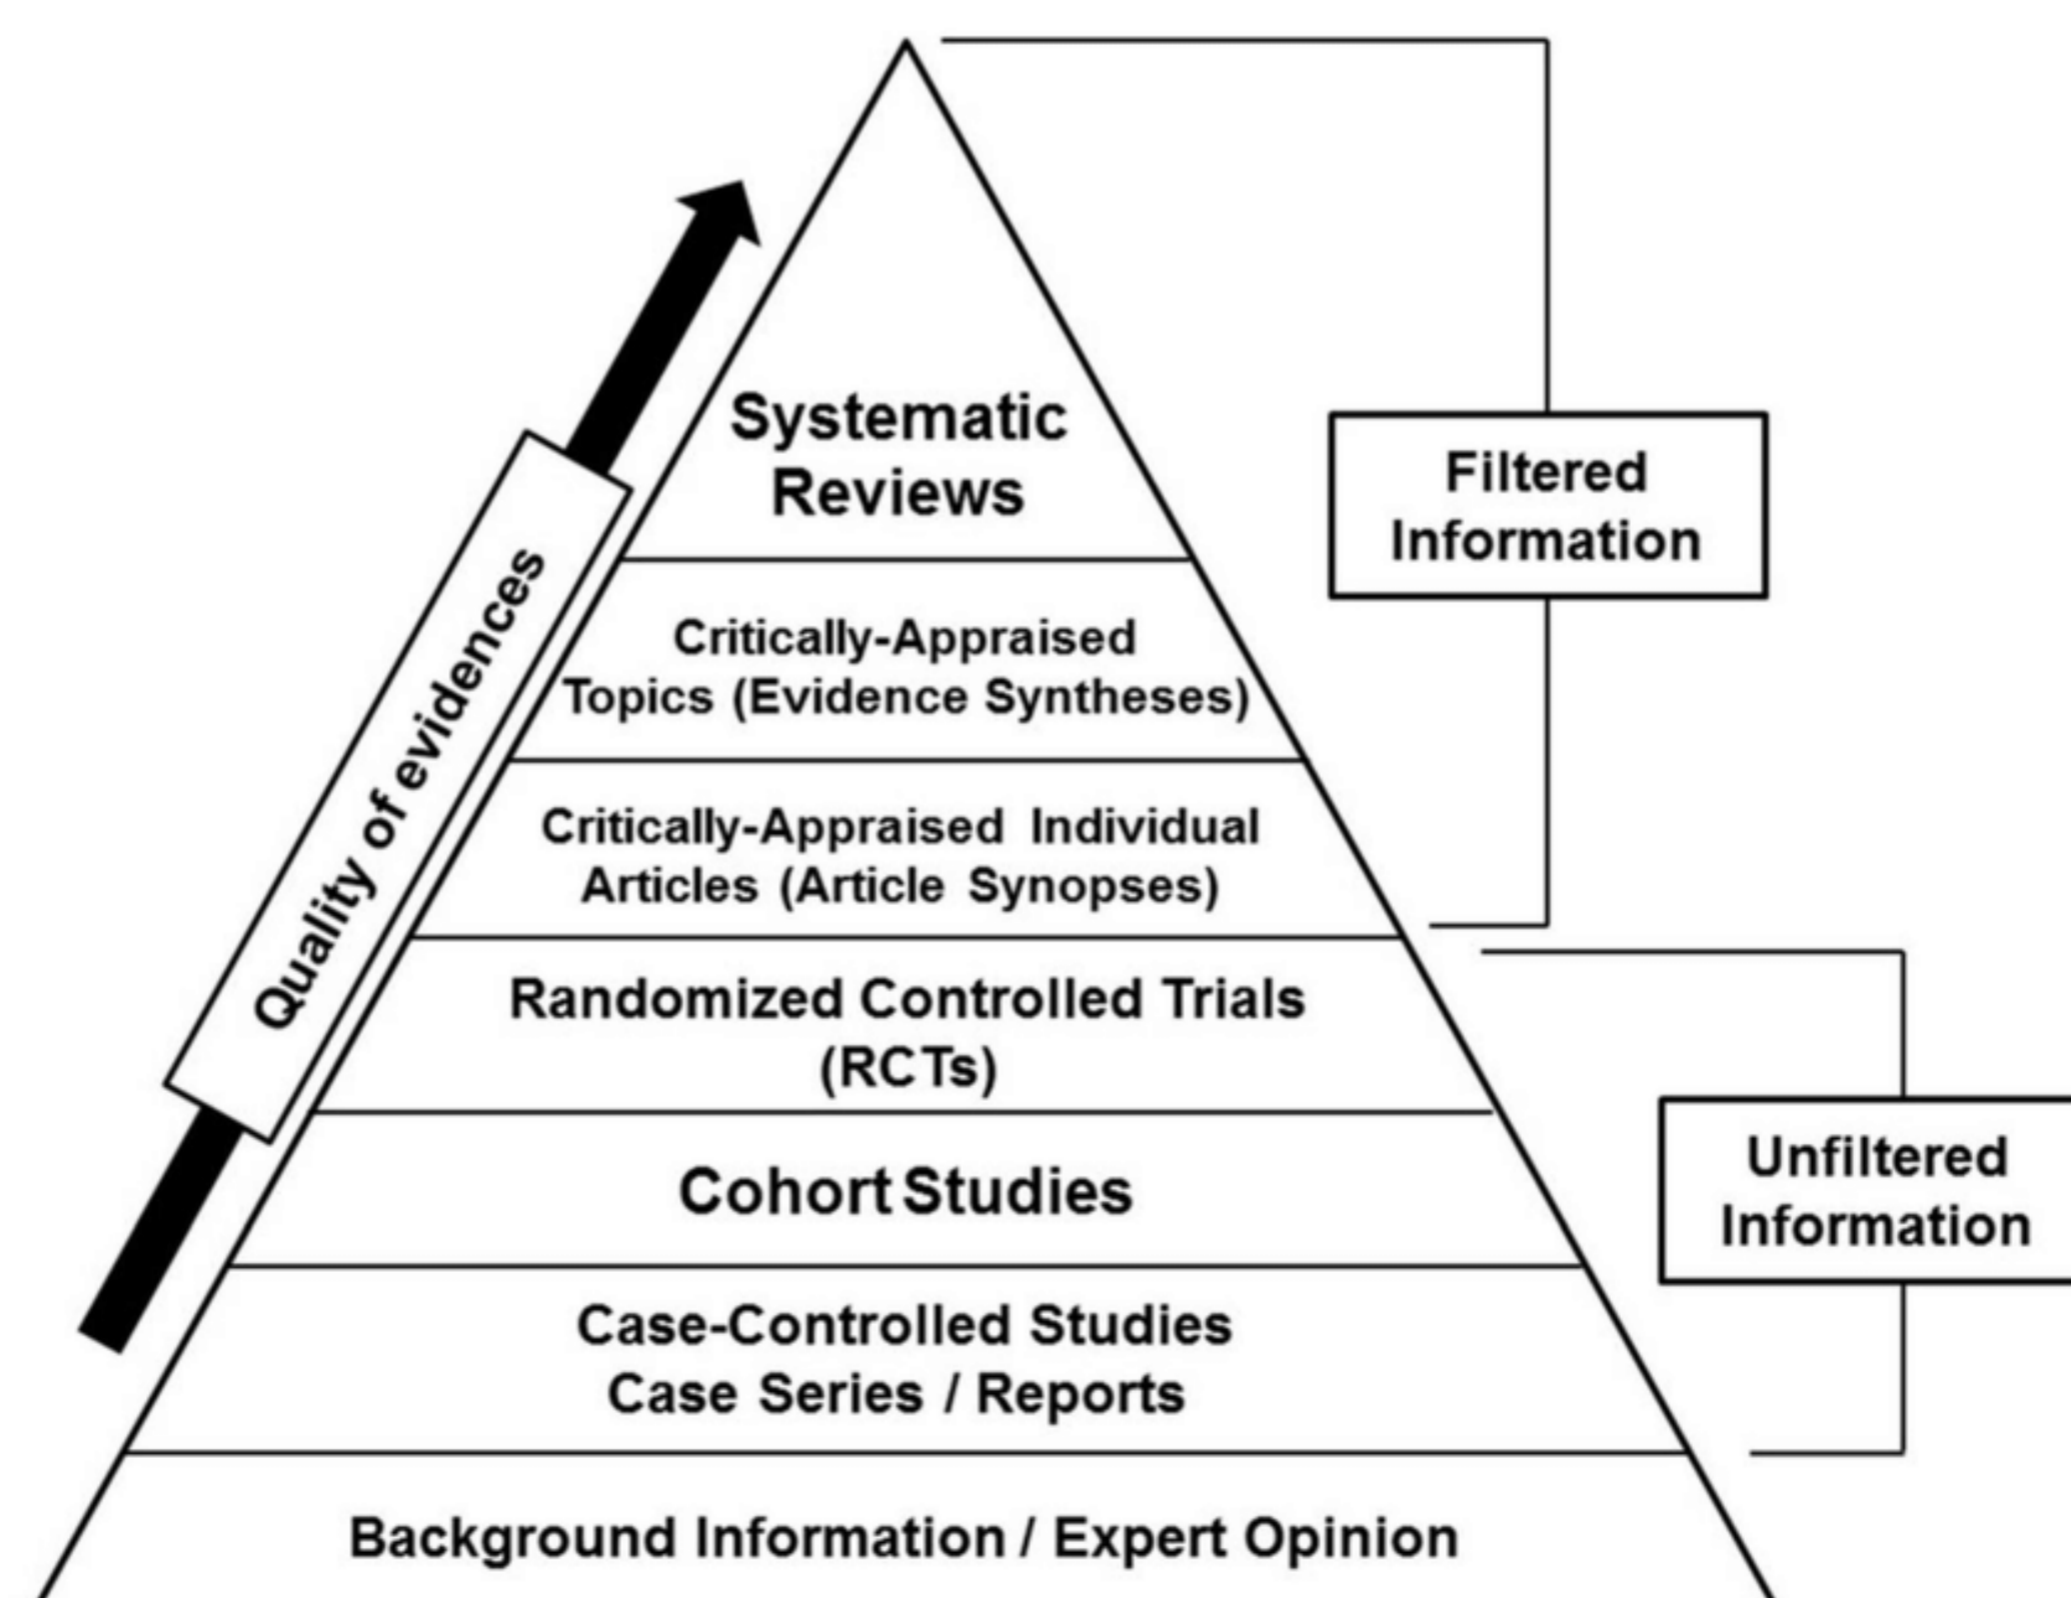 Systematic
Reviews
Critically-Appraised
Topics (Evidence Syntheses)
Critically-Appraised Individual
Articles (Article Synopses)
Randomized Controlled Trials
(RCTs)
Cohort Studies
Case-Controlled Studies
Case Series / Reports
Background Information / Expert Opinion
Quality of evidences
Filtered
Information
Unfiltered
Information